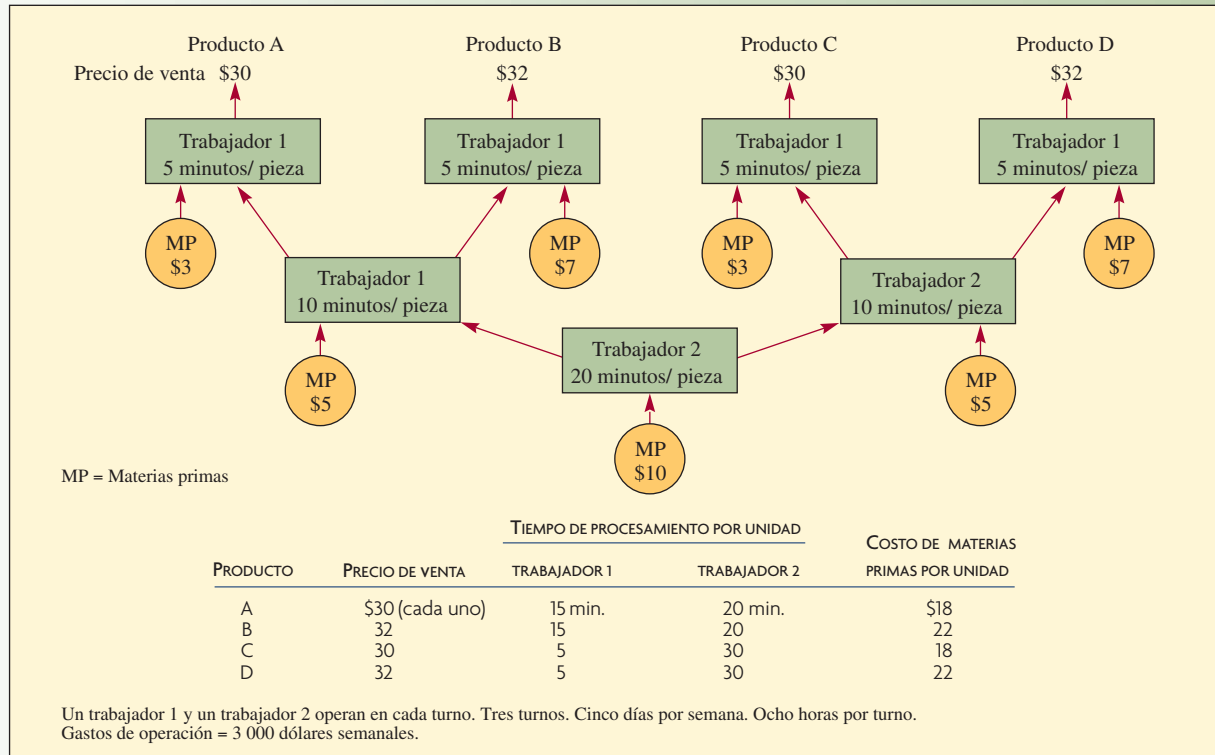 Producto A Producto B Producto C Producto D
Precio de venta $30 $32 $30 $32
Trabajador 1 Trabajador 1 Trabajador 1 Trabajador 1
5 minutos/ pieza 5 minutos/ pieza 5 minutos/ pieza 5 minutos/ pieza
MP MP MP MP
$3 $7 $3 $7
Trabajador 1 Trabajador 2
10 minutos/ pieza 10 minutos/ pieza
Trabajador 2
20 minutos/ pieza
MP MP
$5 $5
MP
$10
MP = Materias primas
TIEMPO DE PROCESAMIENTO POR UNIDAD
COSTO DE MATERIAS
PRODUCTO PRECIO DE VENTA TRABAJADOR 1 TRABAJADOR 2 PRIMAS POR UNIDAD
A $30 (cada uno) 15 min. 20 min. $18
B 32 15 20 22
C 30 5 30 18
D 32 5 30 22
Un trabajador 1 y un trabajador 2 operan en cada turno. Tres turnos. Cinco días por semana. Ocho horas por turno.
Gastos de operación = 3 000 dólares semanales.